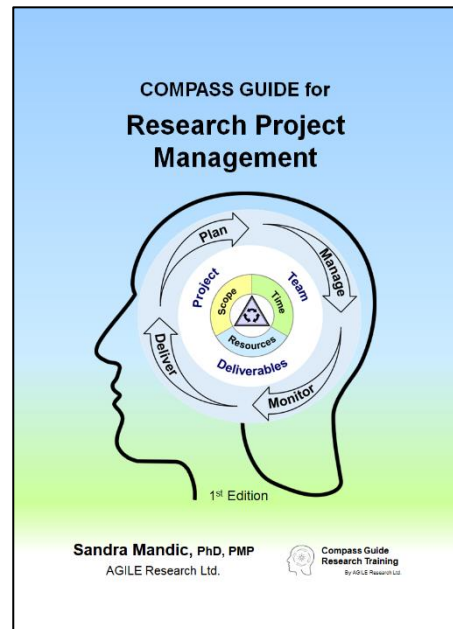 COMPASS GUIDE for
Research Project
Management
Plan
Manage
Project
Team
Scope
Time
Resources
Deliver
Deliverables
Monitor
1st Edition
Sandra Mandic, PhD, PMP
AGILE Research Ltd.
Compass Guide
Research Training
By AGILE Research Ltd.